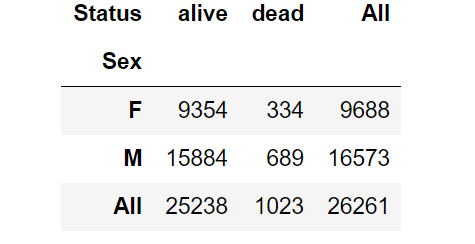 Status alive dead All
Sex
F 9354 334 9688
M 15884 689 16573
All 25238 1023 26261